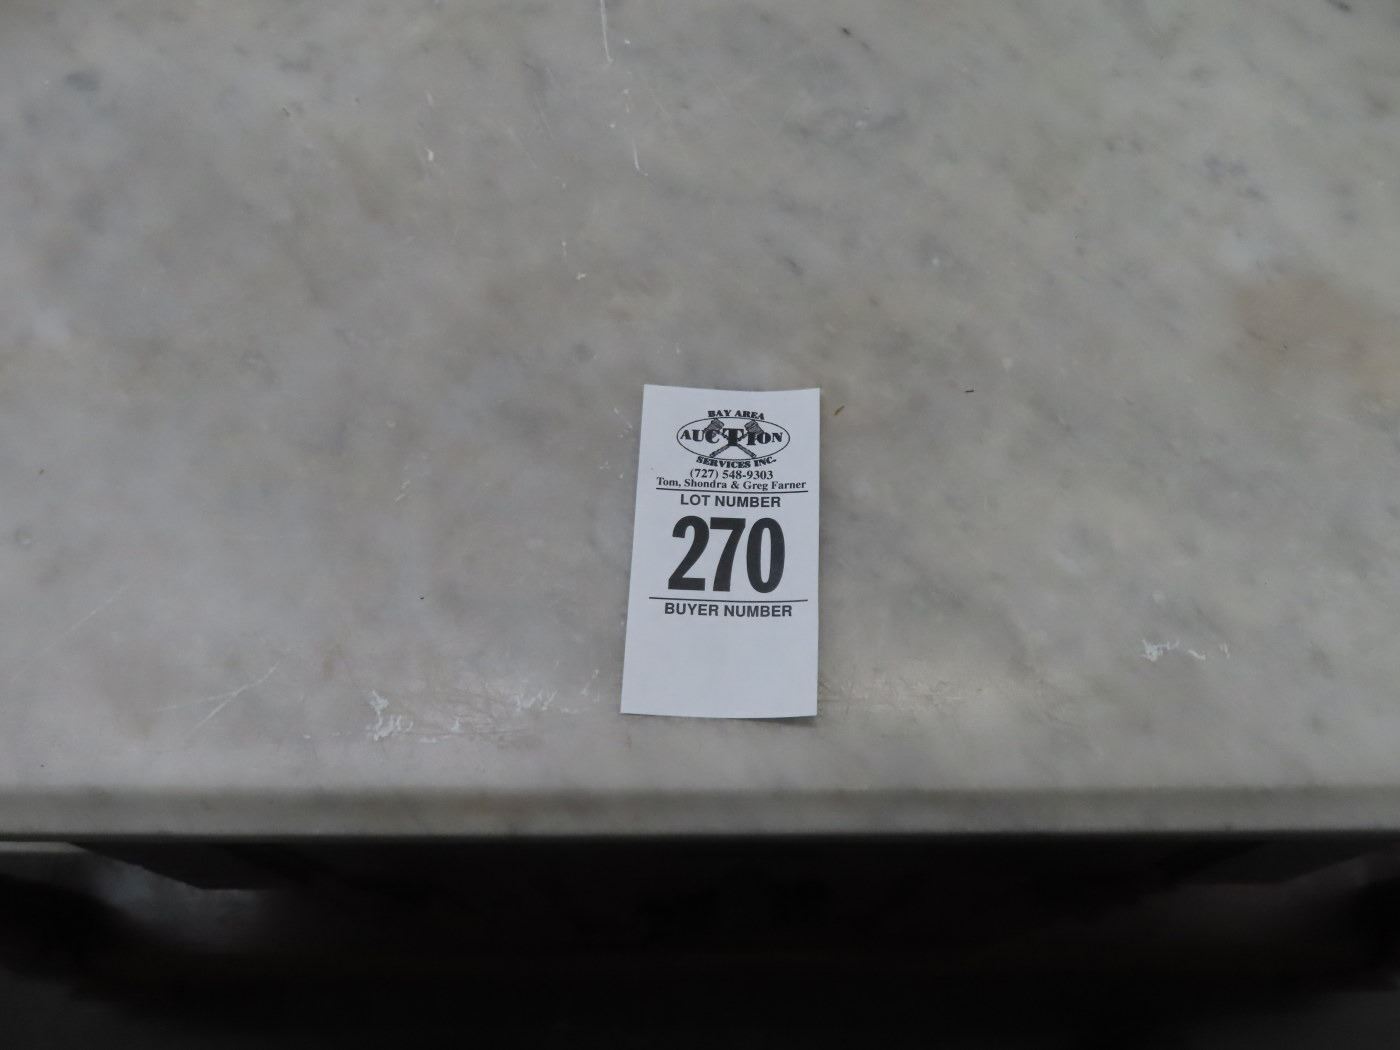 BAY AREA
AUCTION
SERVICES INC.
(727) 548-9303
Tom, Shondra & Greg Farner
LOT NUMBER
270
BUYER NUMBER